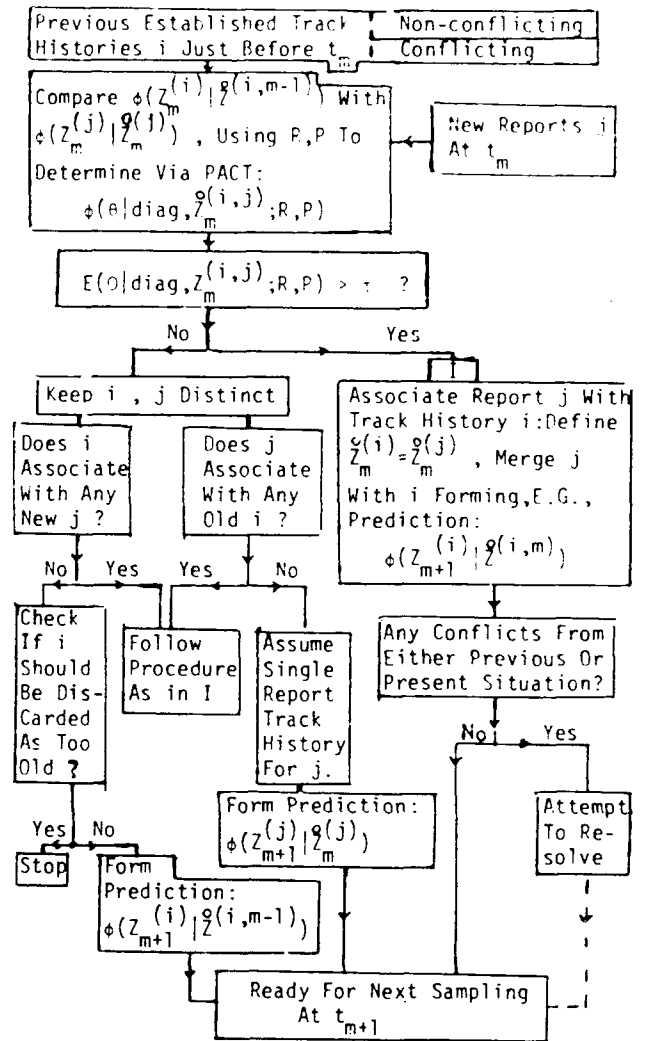 Previous Established Track
Histories i Just Before t_m
Non-conflicting
Conflicting
Compare φ(Z_m^(i)|Z̊^(i,m-1)) With
φ(Z_m^(j)|Z̊_m^(j)) , Using R,P To
Determine Via PACT:
φ(θ|diag,Z̊_m^(i,j);R,P)
New Reports j
At t_m
E(θ|diag,Z_m^(i,j);R,P) > τ ?
No
Yes
Keep i , j Distinct
I
Associate Report j With
Track History i:Define
Z̊_m^(i)=Z̊_m^(j) , Merge j
With i Forming,E.G.,
Prediction:
φ(Z_m+1^(i)|Z̊^(i,m))
Does i
Associate
With Any
New j ?
Does j
Associate
With Any
Old i ?
No
Yes
Yes
No
Check
If i
Should
Be Dis-
Carded
As Too
Old ?
Follow
Procedure
As in I
Assume
Single
Report
Track
History
For j.
Any Conflicts From
Either Previous Or
Present Situation?
No
Yes
Form Prediction:
φ(Z_m+1^(j)|Z̊_m^(j))
Attempt
To Re-
solve
Yes
No
Stop
Form
Prediction:
φ(Z_m+1^(i)|Z̊^(i,m-1))
Ready For Next Sampling
At t_m+1